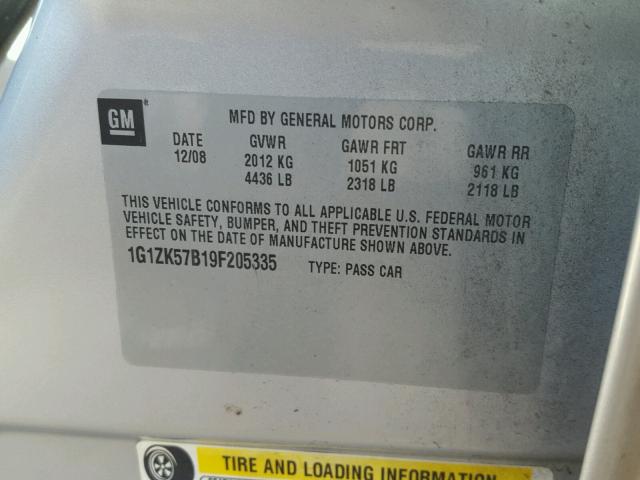 GM
MFD BY GENERAL MOTORS CORP.
DATE GVWR GAWR FRT GAWR RR
12/08 2012 KG 1051 KG 961 KG
4436 LB 2318 LB 2118 LB
THIS VEHICLE CONFORMS TO ALL APPLICABLE U.S. FEDERAL MOTOR
VEHICLE SAFETY, BUMPER, AND THEFT PREVENTION STANDARDS IN
EFFECT ON THE DATE OF MANUFACTURE SHOWN ABOVE.
1G1ZK57B19F205335 TYPE: PASS CAR
TIRE AND LOADING INFORMATION